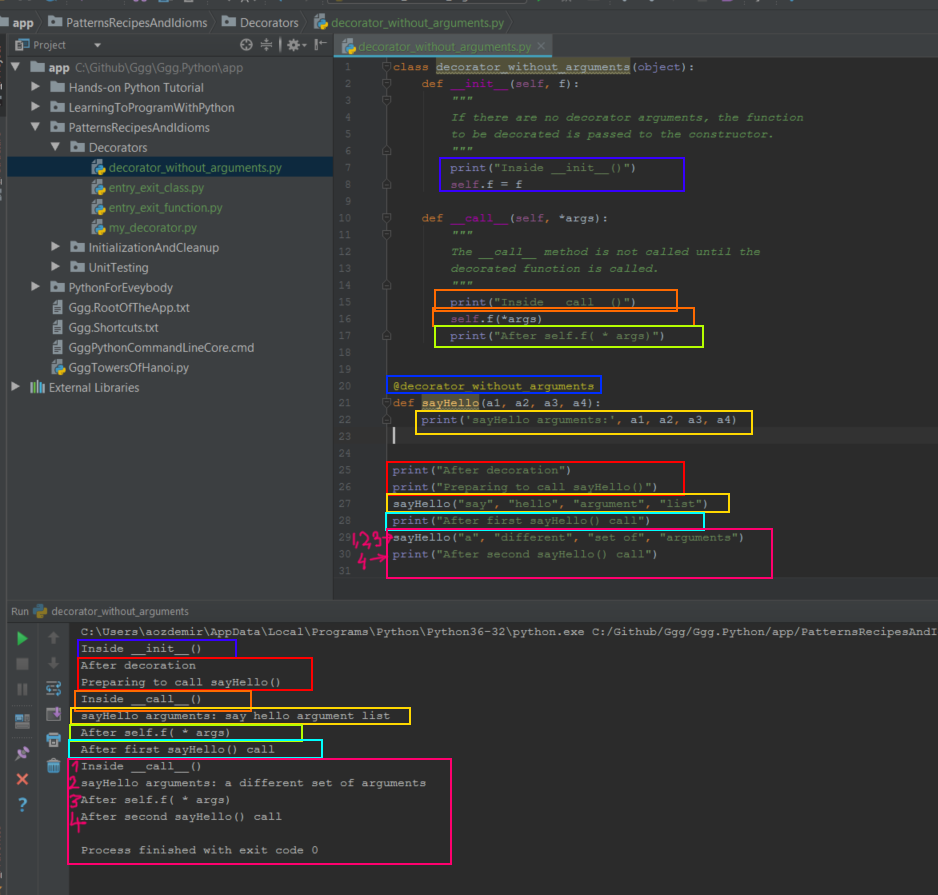 app PatternsRecipesAndIdioms Decorators decorator_without_arguments.py
Project
app C:\Github\Ggg\Ggg.Python\app
Hands-on Python Tutorial
LearningToProgramWithPython
PatternsRecipesAndIdioms
Decorators
decorator_without_arguments.py
entry_exit_class.py
entry_exit_function.py
my_decorator.py
InitializationAndCleanup
UnitTesting
PythonForEveybody
Ggg.RootOfTheApp.txt
Ggg.Shortcuts.txt
GggPythonCommandLineCore.cmd
GggTowersOfHanoi.py
External Libraries
decorator_without_arguments.py ×
1 class decorator_without_arguments(object):
2 def __init__(self, f):
3 """
4 If there are no decorator arguments, the function
5 to be decorated is passed to the constructor.
6 """
7 print("Inside __init__()")
8 self.f = f
9
10 def __call__(self, *args):
11 """
12 The __call__ method is not called until the
13 decorated function is called.
14 """
15 print("Inside __call__()")
16 self.f(*args)
17 print("After self.f( * args)")
18
19
20 @decorator_without_arguments
21 def sayHello(a1, a2, a3, a4):
22 print('sayHello arguments:', a1, a2, a3, a4)
23
24
25 print("After decoration")
26 print("Preparing to call sayHello()")
27 sayHello("say", "hello", "argument", "list")
28 print("After first sayHello() call")
29 1,2,3 sayHello("a", "different", "set of", "arguments")
30 4 print("After second sayHello() call")
31
Run decorator_without_arguments
C:\Users\aozdemir\AppData\Local\Programs\Python\Python36-32\python.exe C:/Github/Ggg/Ggg.Python/app/PatternsRecipesAndI
Inside __init__()
After decoration
Preparing to call sayHello()
Inside __call__()
sayHello arguments: say hello argument list
After self.f( * args)
After first sayHello() call
1 Inside __call__()
2 sayHello arguments: a different set of arguments
3 After self.f( * args)
4 After second sayHello() call
Process finished with exit code 0